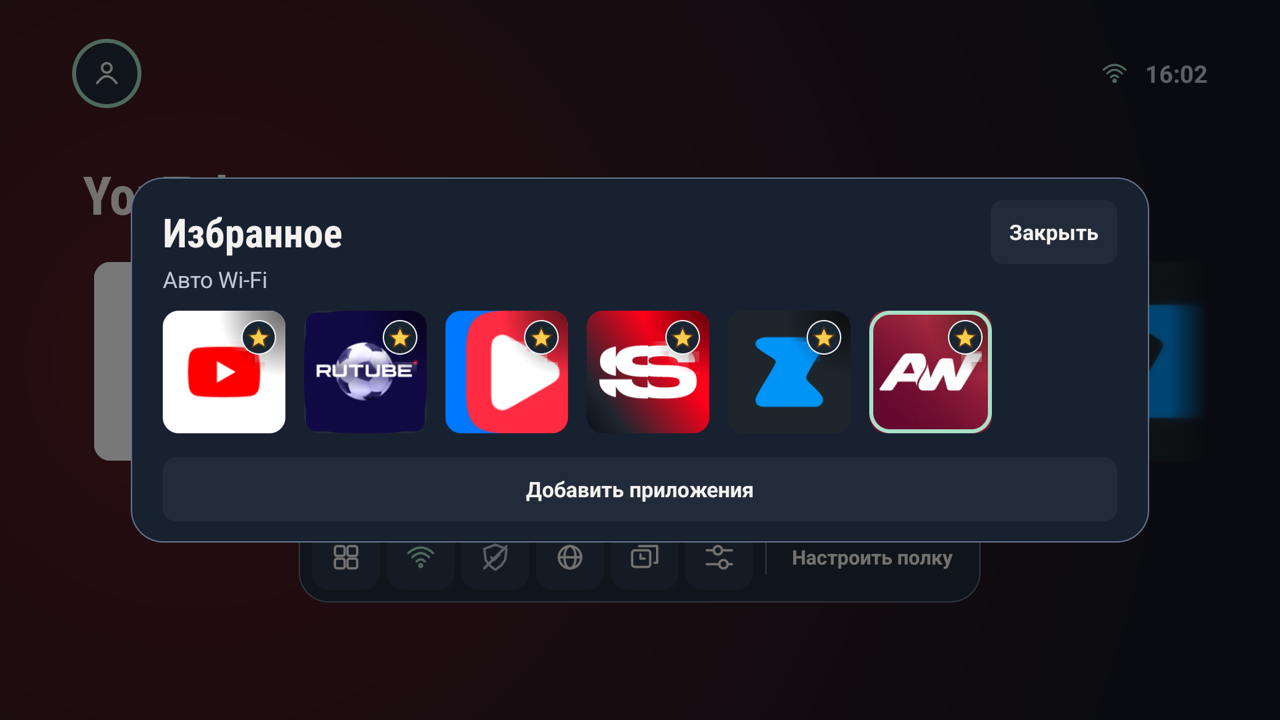 16:02
Избранное
Закрыть
Авто Wi-Fi
RUTUBE
AW
Добавить приложения
Настроить полку